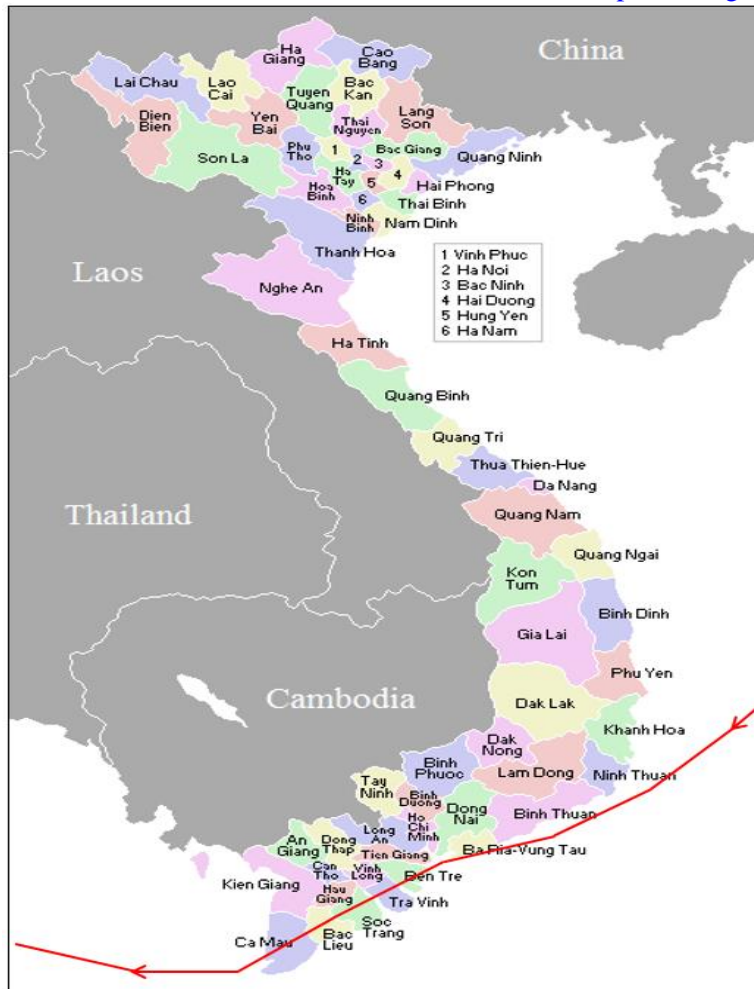 China
Ha
Giang
Cao
Bang
Lai Chau
Lao
Cai
Tuyen
Quang
Bac
Kan
Dien
Bien
Yen
Bai
Thai
Nguyen
Lang
Son
Son La
Phu
Tho
1
2
3
4
5
6
Bac Giang
Quang Ninh
Ha
Tay
Hoa
Binh
Hai Phong
Thai Binh
Ninh
Binh
Nam Dinh
Thanh Hoa
Laos
1 Vinh Phuc
2 Ha Noi
3 Bac Ninh
4 Hai Duong
5 Hung Yen
6 Ha Nam
Nghe An
Ha Tinh
Quang Binh
Quang Tri
Thua Thien-Hue
Da Nang
Thailand
Quang Nam
Quang Ngai
Kon
Tum
Binh Dinh
Gia Lai
Phu Yen
Cambodia
Dak Lak
Khanh Hoa
Dak
Nong
Binh
Phuoc
Lam Dong
Ninh Thuan
Tay
Ninh
Binh
Duong
Dong
Nai
Binh Thuan
Ho
Chi
Minh
An
Giang
Dong
Thap
Long
An
Tien Giang
Ba Ria-Vung Tau
Can
Tho
Vinh
Long
Ben Tre
Kien Giang
Hau
Giang
Tra Vinh
Soc
Trang
Bac
Lieu
Ca Mau